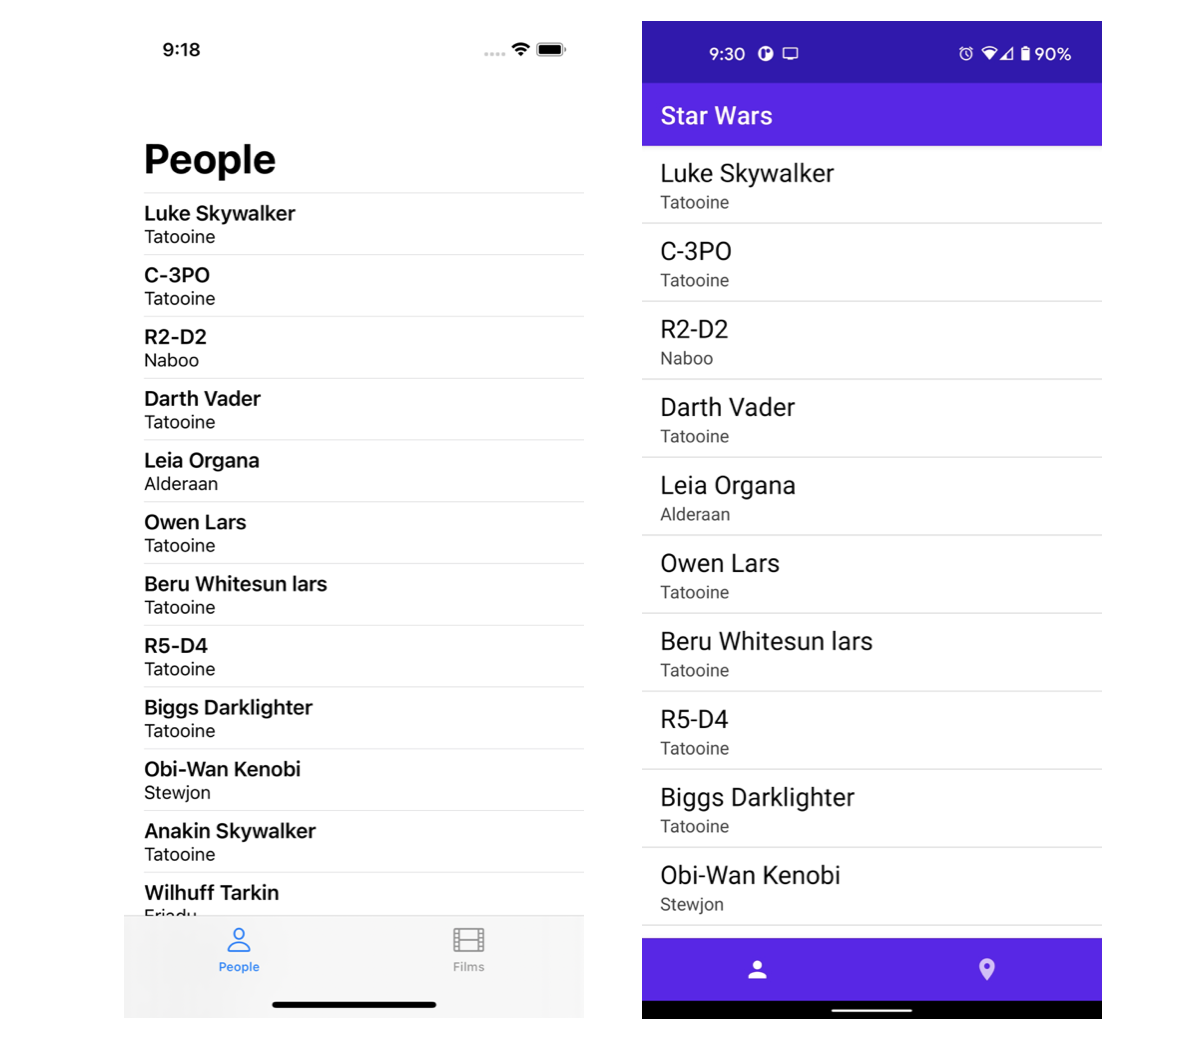 9:18
People
Luke Skywalker
Tatooine
C-3PO
Tatooine
R2-D2
Naboo
Darth Vader
Tatooine
Leia Organa
Alderaan
Owen Lars
Tatooine
Beru Whitesun lars
Tatooine
R5-D4
Tatooine
Biggs Darklighter
Tatooine
Obi-Wan Kenobi
Stewjon
Anakin Skywalker
Tatooine
Wilhuff Tarkin
Eriadu
People
Films
9:30
90%
Star Wars
Luke Skywalker
Tatooine
C-3PO
Tatooine
R2-D2
Naboo
Darth Vader
Tatooine
Leia Organa
Alderaan
Owen Lars
Tatooine
Beru Whitesun lars
Tatooine
R5-D4
Tatooine
Biggs Darklighter
Tatooine
Obi-Wan Kenobi
Stewjon